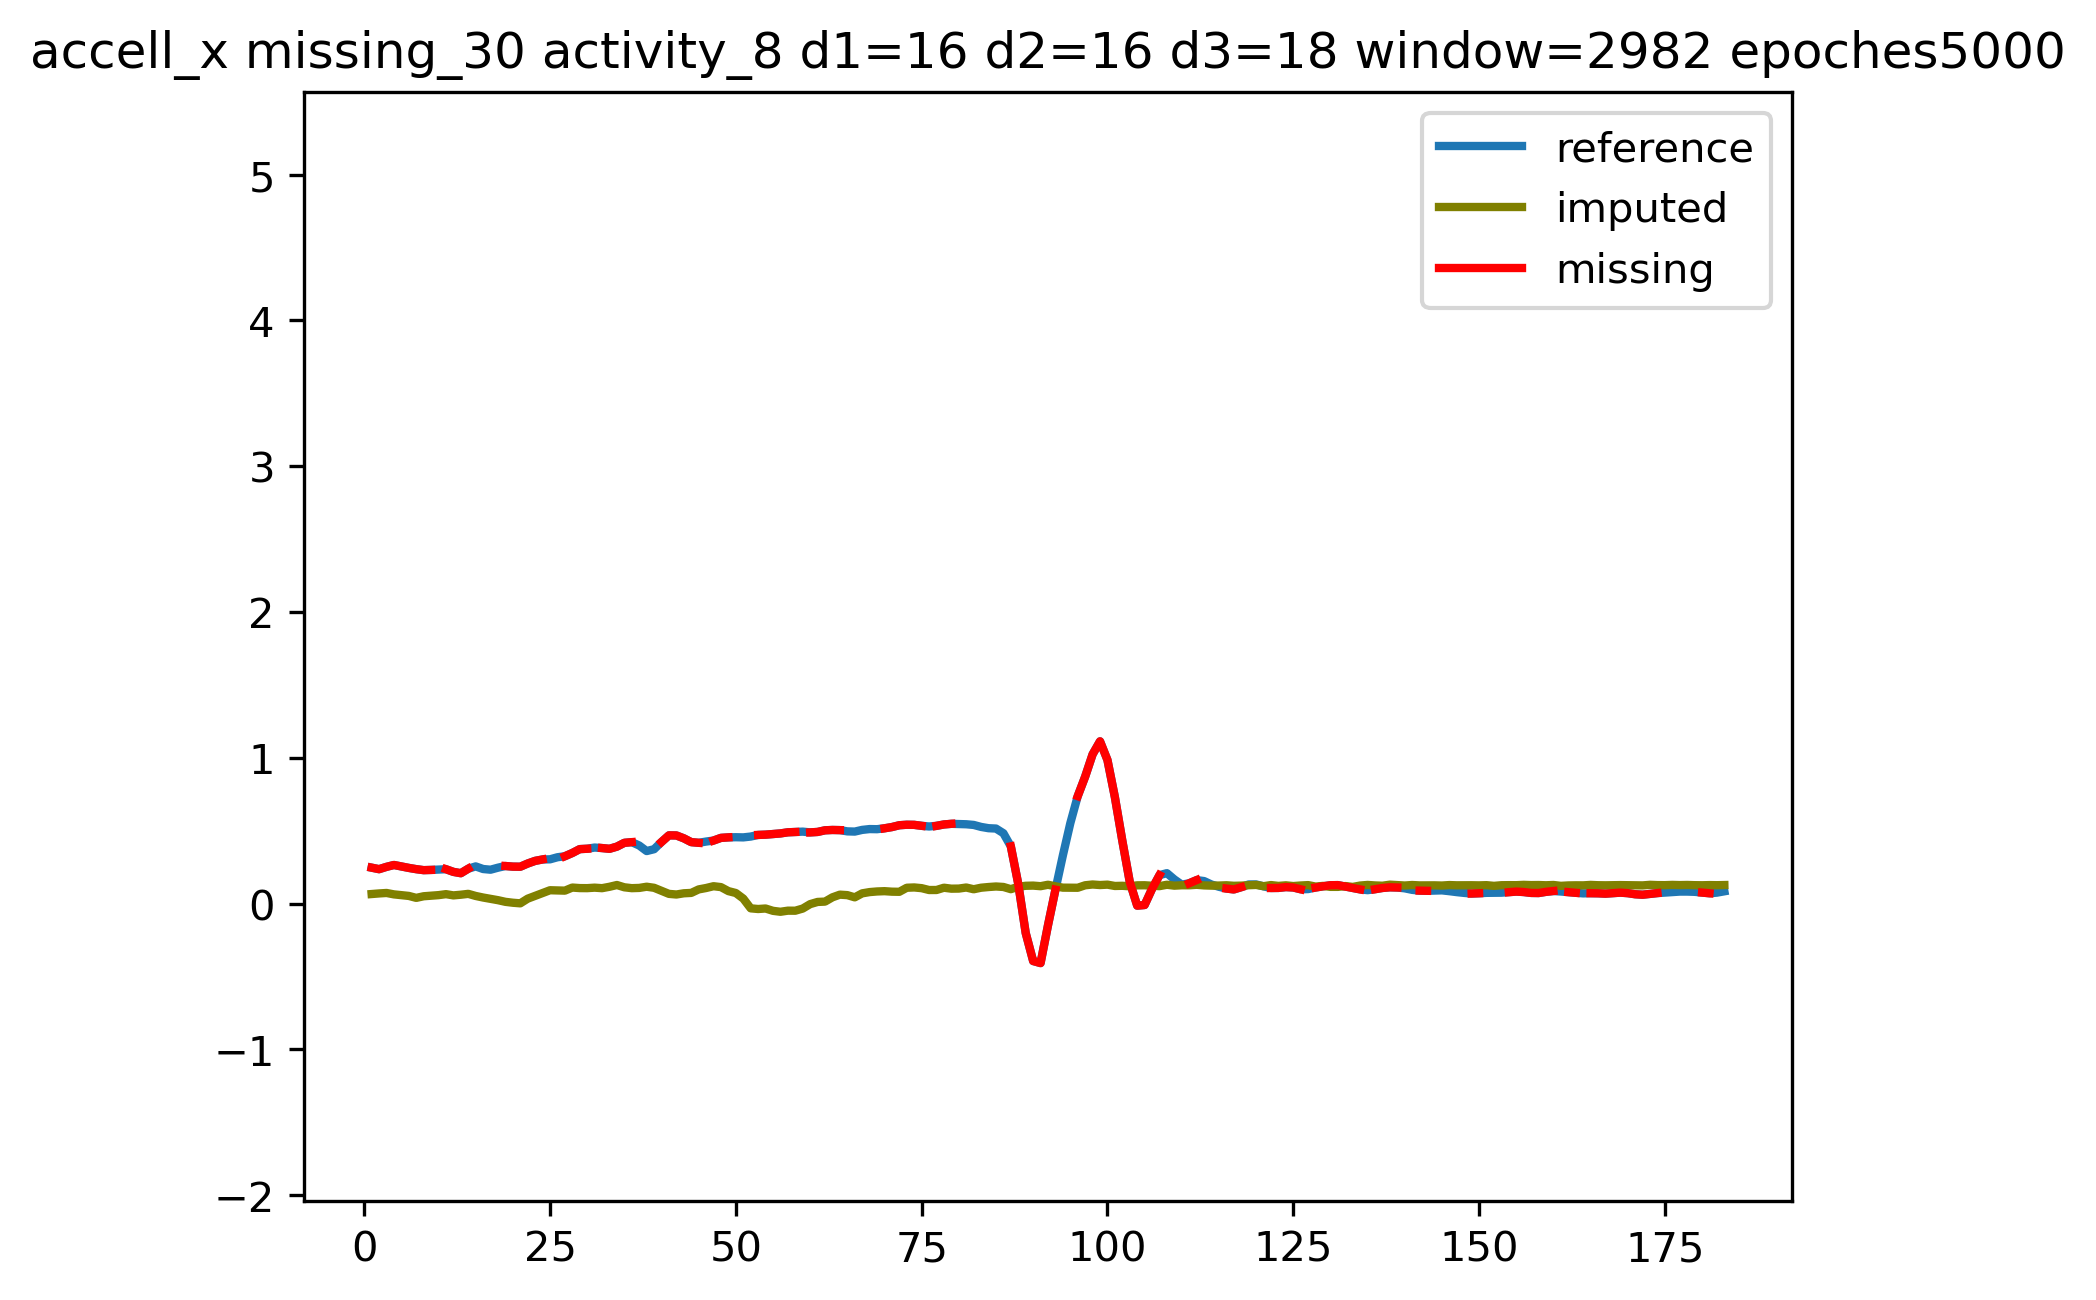 accell_x missing_30 activity_8 d1=16 d2=16 d3=18 window=2982 epoches5000
reference
imputed
missing
5
4
3
2
1
0
−1
−2
0 25 50 75 100 125 150 175